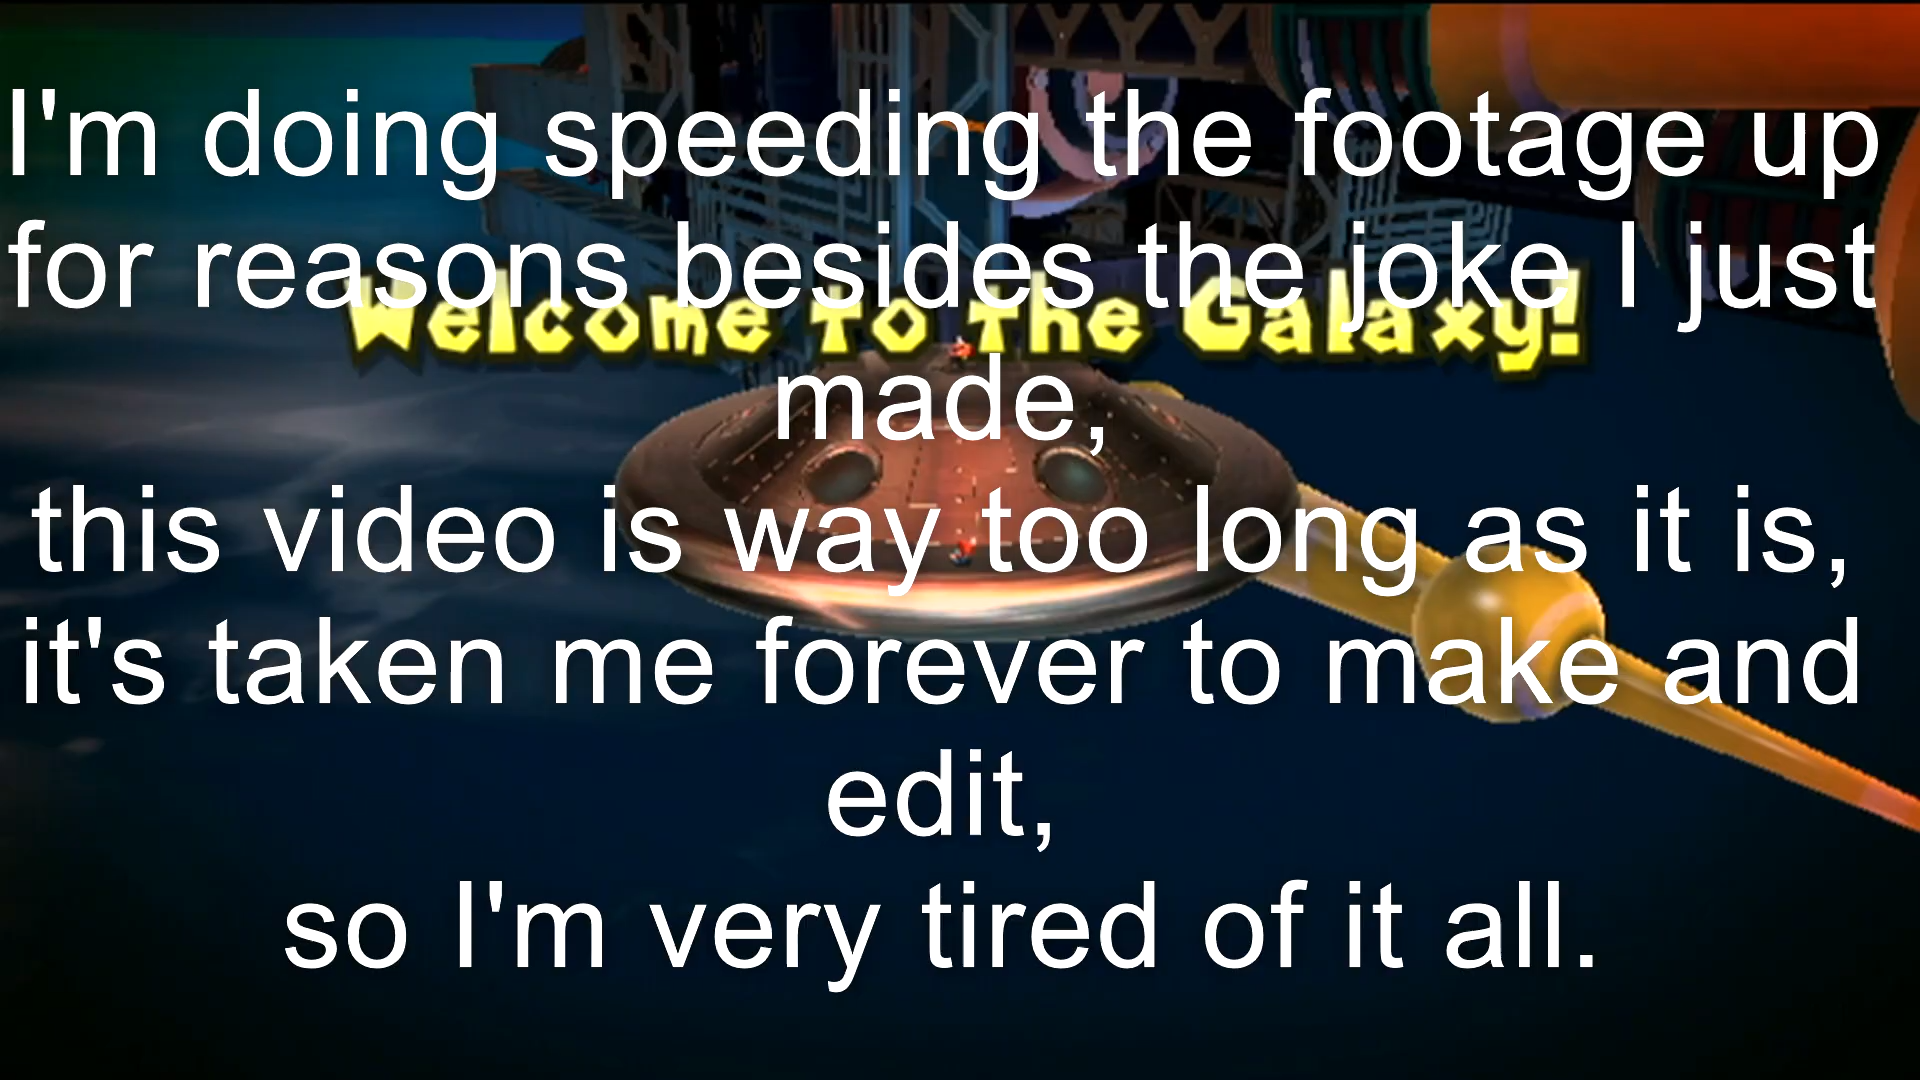 I'm doing speeding the footage up
for reasons besides the joke I just
Welcome to the Galaxy!
made,
this video is way too long as it is,
it's taken me forever to make and
edit,
so I'm very tired of it all.